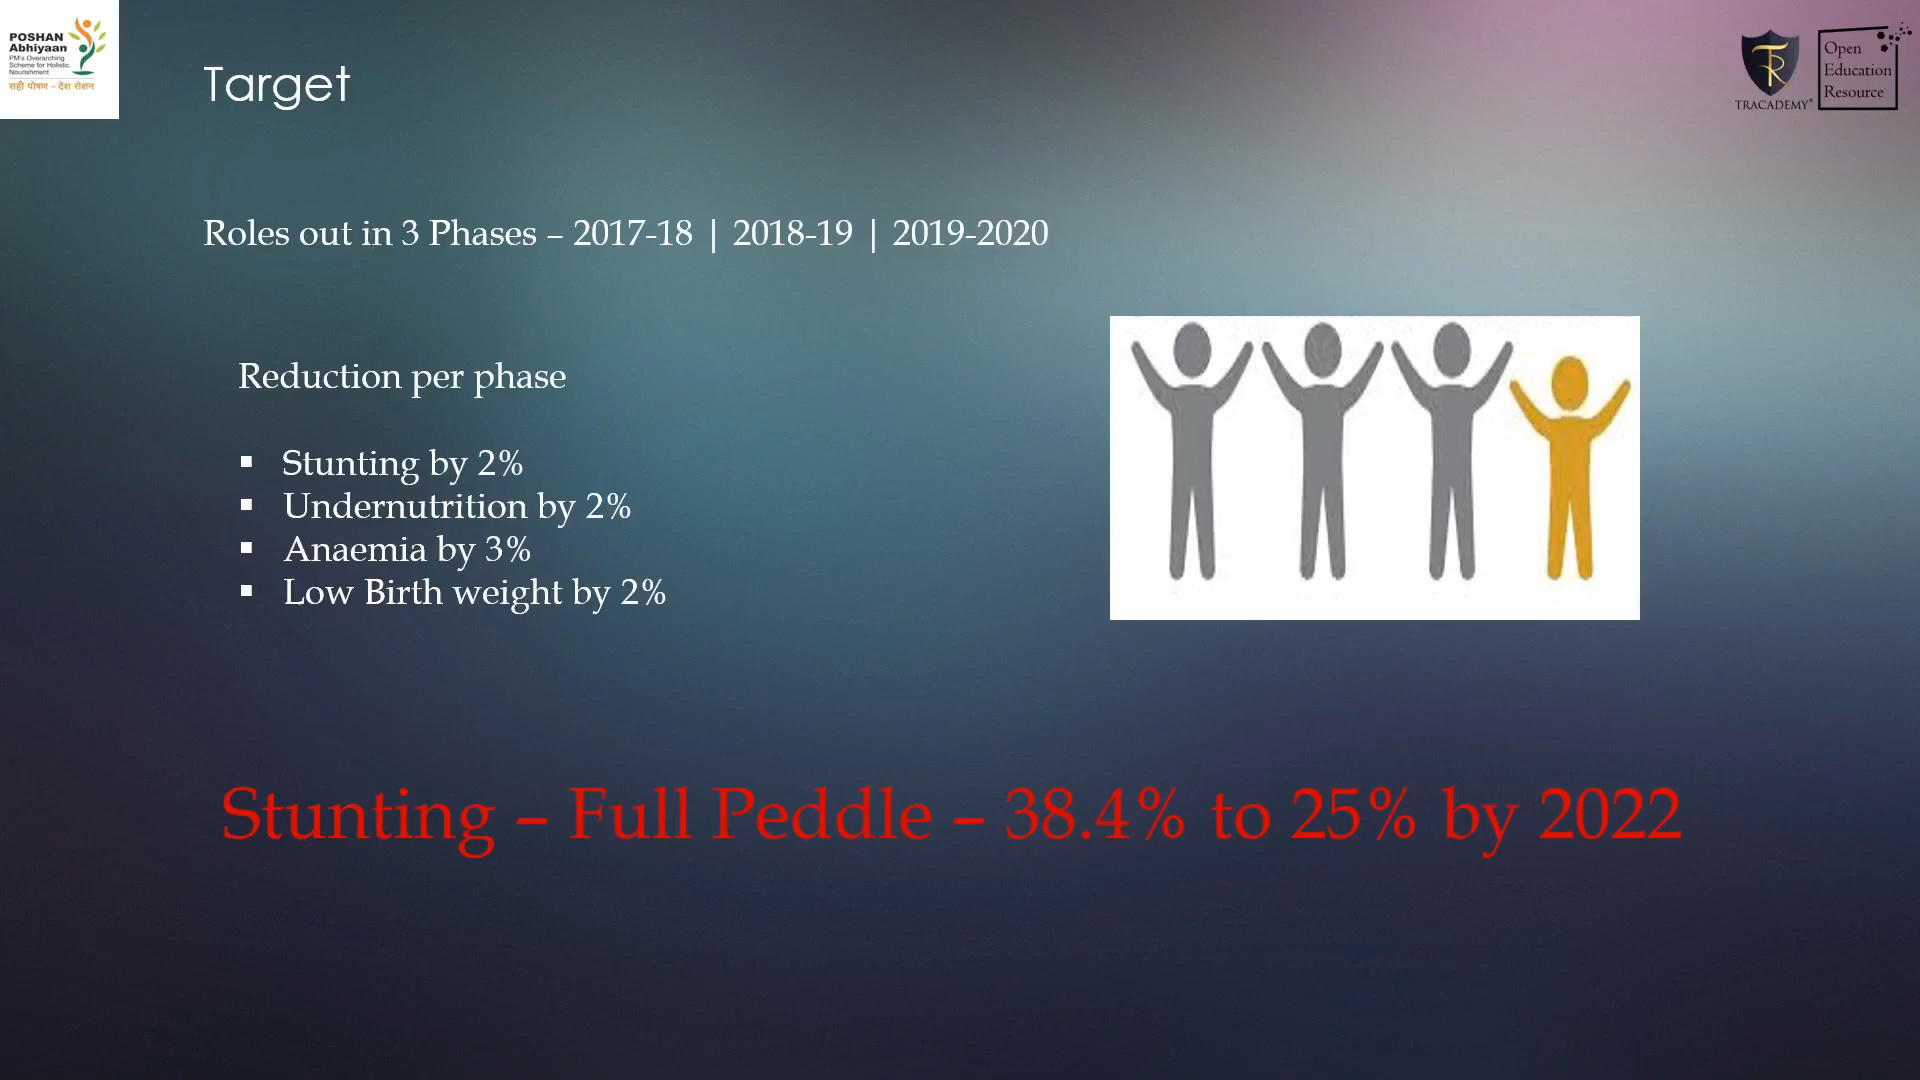 POSHAN
Abhiyaan
PM's Overarching
Scheme for Holistic
Nourishment
सही पोषण - देश रोशन
Target
TRACADEMY®
Open
Education
Resource
Roles out in 3 Phases – 2017-18 | 2018-19 | 2019-2020
Reduction per phase
▪ Stunting by 2%
▪ Undernutrition by 2%
▪ Anaemia by 3%
▪ Low Birth weight by 2%
Stunting – Full Peddle – 38.4% to 25% by 2022